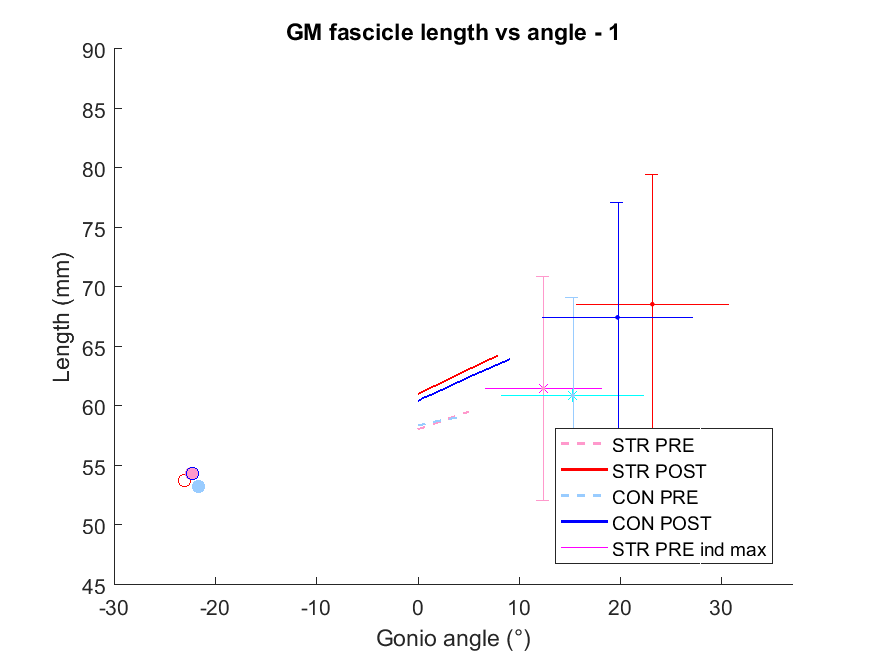 GM fascicle length vs angle - 1
90
85
80
75
70
65
60
55
50
45
Length (mm)
-30
-20
-10
0
10
20
30
Gonio angle (°)
STR PRE
STR POST
CON PRE
CON POST
STR PRE ind max